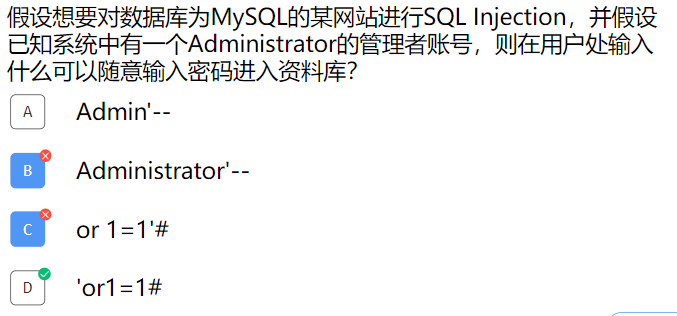 假设想要对数据库为MySQL的某网站进行SQL Injection，并假设
已知系统中有一个Administrator的管理者账号，则在用户处输入
什么可以随意输入密码进入资料库？
A Admin'--
B Administrator'--
C or 1=1'#
D 'or1=1#